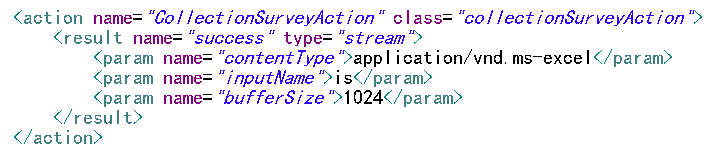 <action name="CollectionSurveyAction" class="collectionSurveyAction">
    <result name="success" type="stream">
        <param name="contentType">application/vnd.ms-excel</param>
        <param name="inputName">is</param>
        <param name="bufferSize">1024</param>
    </result>
</action>